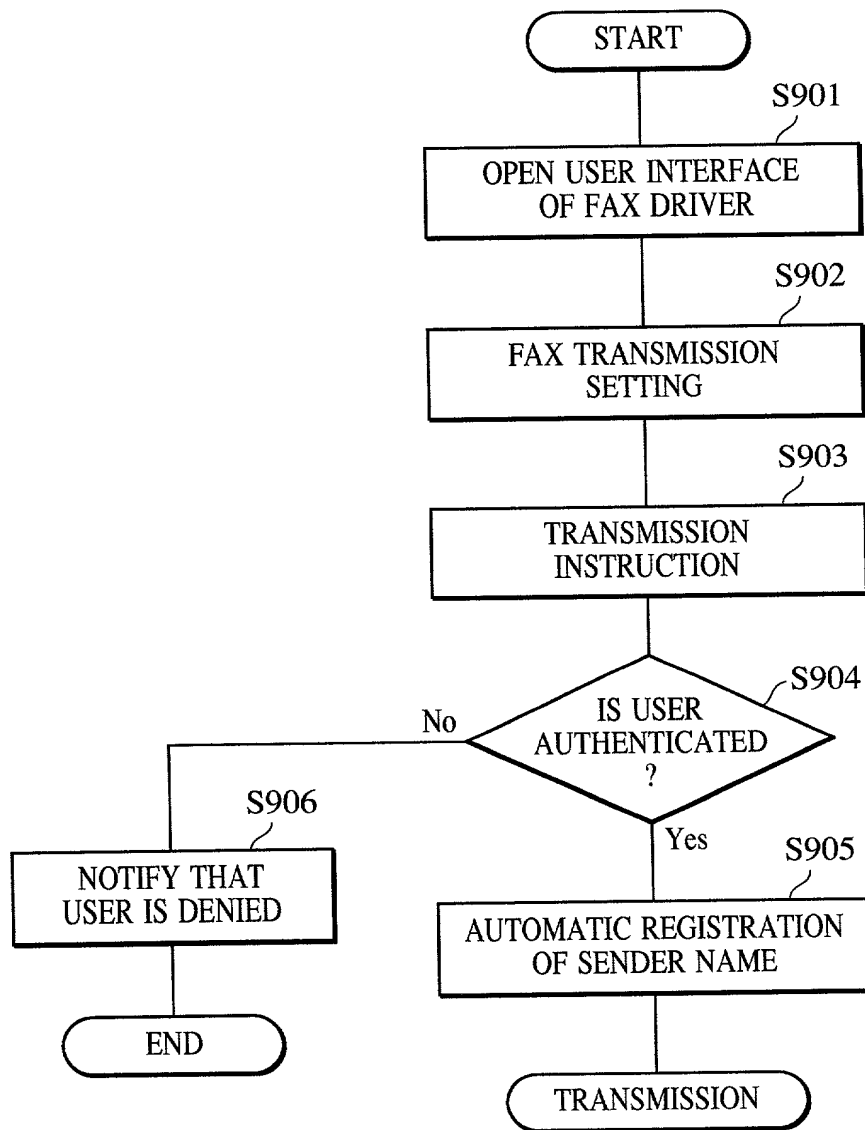 START
S901
OPEN USER INTERFACE
OF FAX DRIVER
S902
FAX TRANSMISSION
SETTING
S903
TRANSMISSION
INSTRUCTION
S904
IS USER
AUTHENTICATED
?
No
Yes
S906
NOTIFY THAT
USER IS DENIED
END
S905
AUTOMATIC REGISTRATION
OF SENDER NAME
TRANSMISSION